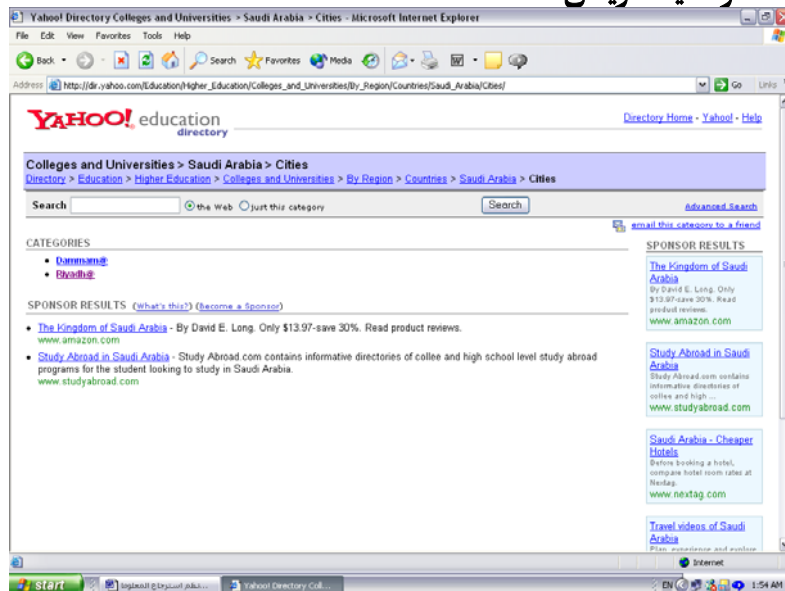 Yahoo! Directory Colleges and Universities > Saudi Arabia > Cities - Microsoft Internet Explorer
File Edit View Favorites Tools Help
Back Search Favorites Media
Address http://dir.yahoo.com/Education/Higher_Education/Colleges_and_Universities/By_Region/Countries/Saudi_Arabia/Cities/ Go Links
YAHOO! education
directory
Directory Home - Yahoo! - Help
Colleges and Universities > Saudi Arabia > Cities
Directory > Education > Higher Education > Colleges and Universities > By Region > Countries > Saudi Arabia > Cities
Search the Web just this category Search Advanced Search
email this category to a friend
CATEGORIES
Dammam@
Riyadh@
SPONSOR RESULTS (What's this?) (Become a Sponsor)
The Kingdom of Saudi Arabia - By David E. Long. Only $13.97-save 30%. Read product reviews.
www.amazon.com
Study Abroad in Saudi Arabia - Study Abroad.com contains informative directories of collee and high school level study abroad
programs for the student looking to study in Saudi Arabia.
www.studyabroad.com
SPONSOR RESULTS
The Kingdom of Saudi
Arabia
By David E. Long. Only
$13.97-save 30%. Read
product reviews.
www.amazon.com
Study Abroad in Saudi
Arabia
Study Abroad.com contains
informative directories of
collee and high ...
www.studyabroad.com
Saudi Arabia - Cheaper
Hotels
Before booking a hotel,
compare hotel room rates at
Nextag.
www.nextag.com
Travel videos of Saudi
Arabia
Plan, experience and explore
Internet
start Yahoo! Directory Coll... EN 1:54 AM